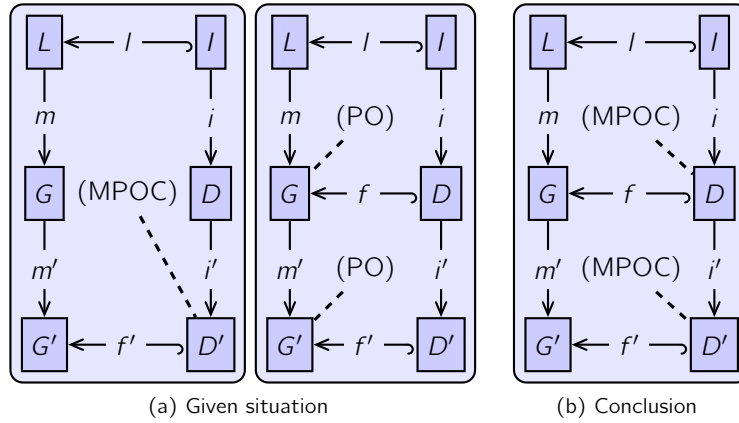 L l I L l I L l I
m i m (PO) i m (MPOC) i
G (MPOC) D G f D G f D
m′ i′ m′ (PO) i′ m′ (MPOC) i′
G′ f′ D′ G′ f′ D′ G′ f′ D′
(a) Given situation (b) Conclusion